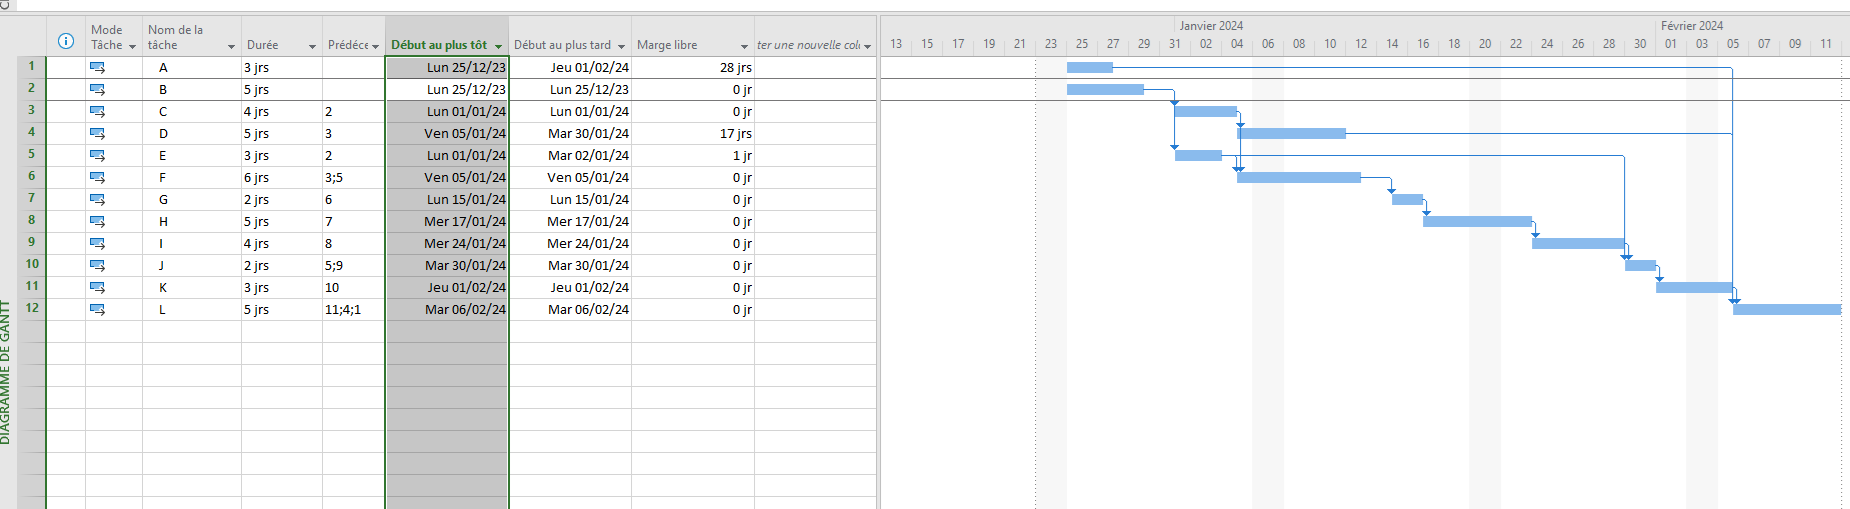 Janvier 2024
Février 2024
Mode Tâche
Nom de la tâche
Durée
Prédéce
Début au plus tôt
Début au plus tard
Marge libre
ter une nouvelle col
13 15 17 19 21 23 25 27 29 31 02 04 06 08 10 12 14 16 18 20 22 24 26 28 30 01 03 05 07 09 11
1 A 3 jrs Lun 25/12/23 Jeu 01/02/24 28 jrs
2 B 5 jrs Lun 25/12/23 Lun 25/12/23 0 jr
3 C 4 jrs 2 Lun 01/01/24 Lun 01/01/24 0 jr
4 D 5 jrs 3 Ven 05/01/24 Mar 30/01/24 17 jrs
5 E 3 jrs 2 Lun 01/01/24 Mar 02/01/24 1 jr
6 F 6 jrs 3;5 Ven 05/01/24 Ven 05/01/24 0 jr
7 G 2 jrs 6 Lun 15/01/24 Lun 15/01/24 0 jr
8 H 5 jrs 7 Mer 17/01/24 Mer 17/01/24 0 jr
9 I 4 jrs 8 Mer 24/01/24 Mer 24/01/24 0 jr
10 J 2 jrs 5;9 Mar 30/01/24 Mar 30/01/24 0 jr
11 K 3 jrs 10 Jeu 01/02/24 Jeu 01/02/24 0 jr
12 L 5 jrs 11;4;1 Mar 06/02/24 Mar 06/02/24 0 jr
DIAGRAMME DE GANTT